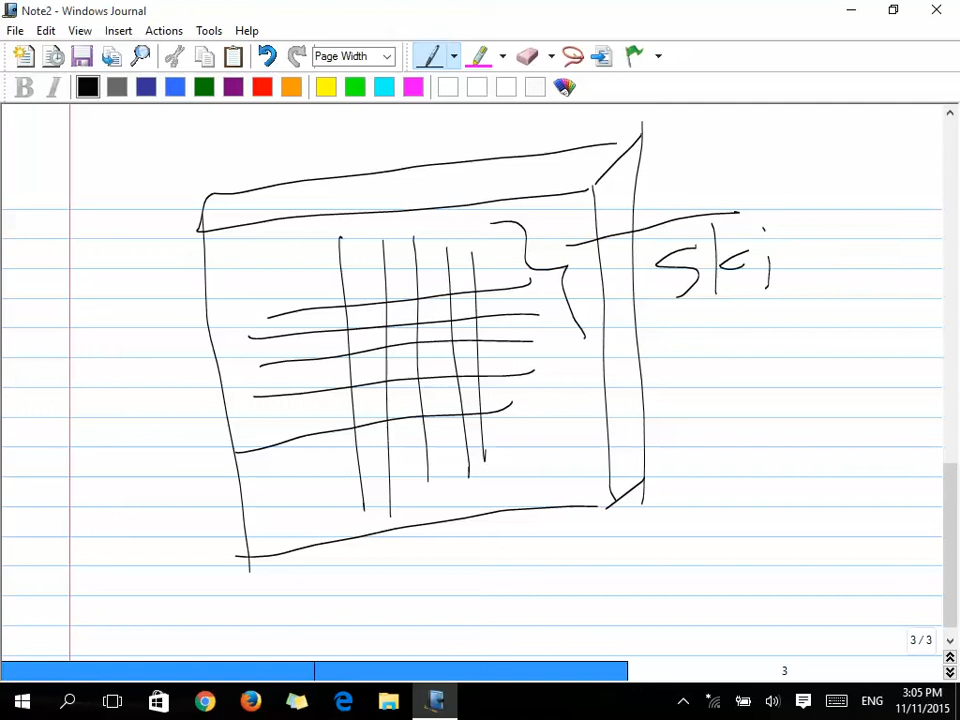 Note2 - Windows Journal
File Edit View Insert Actions Tools Help
Page Width
B I
ski
3 / 3
3
ENG
3:05 PM
11/11/2015